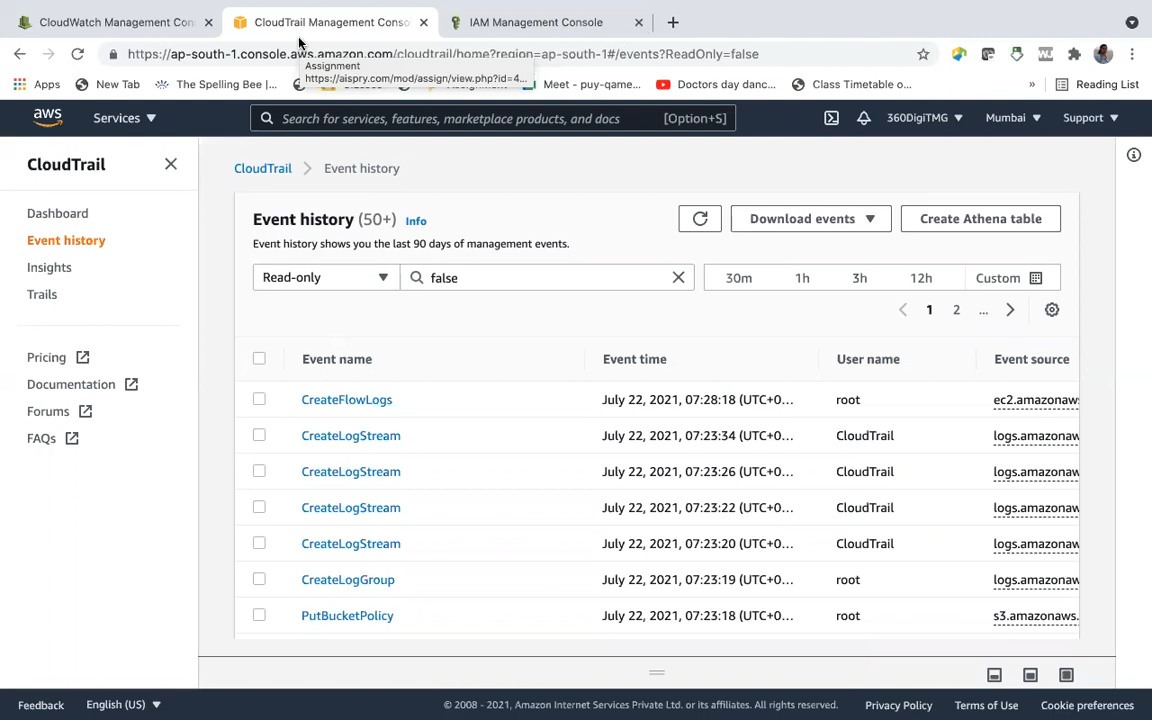 CloudWatch Management Con
CloudTrail Management Conso
IAM Management Console
https://ap-south-1.console.aws.amazon.com/cloudtrail/home?region=ap-south-1#/events?ReadOnly=false
Assignment
https://aispry.com/mod/assign/view.php?id=4...
Apps
New Tab
The Spelling Bee |...
Meet - puy-qame...
Doctors day danc...
Class Timetable o...
»
Reading List
aws
Services
Search for services, features, marketplace products, and docs
[Option+S]
360DigiTMG
Mumbai
Support
CloudTrail
Dashboard
Event history
Insights
Trails
Pricing
Documentation
Forums
FAQs
CloudTrail
Event history
Event history (50+) Info
Download events
Create Athena table
Event history shows you the last 90 days of management events.
Read-only
false
30m 1h 3h 12h Custom
1 2 ...
Event name Event time User name Event source
CreateFlowLogs July 22, 2021, 07:28:18 (UTC+0... root ec2.amazonaws
CreateLogStream July 22, 2021, 07:23:34 (UTC+0... CloudTrail logs.amazonaw
CreateLogStream July 22, 2021, 07:23:26 (UTC+0... CloudTrail logs.amazonaw
CreateLogStream July 22, 2021, 07:23:22 (UTC+0... CloudTrail logs.amazonaw
CreateLogStream July 22, 2021, 07:23:20 (UTC+0... CloudTrail logs.amazonaw
CreateLogGroup July 22, 2021, 07:23:19 (UTC+0... root logs.amazonaw
PutBucketPolicy July 22, 2021, 07:23:18 (UTC+0... root s3.amazonaws.
Feedback English (US) © 2008 - 2021, Amazon Internet Services Private Ltd. or its affiliates. All rights reserved. Privacy Policy Terms of Use Cookie preferences